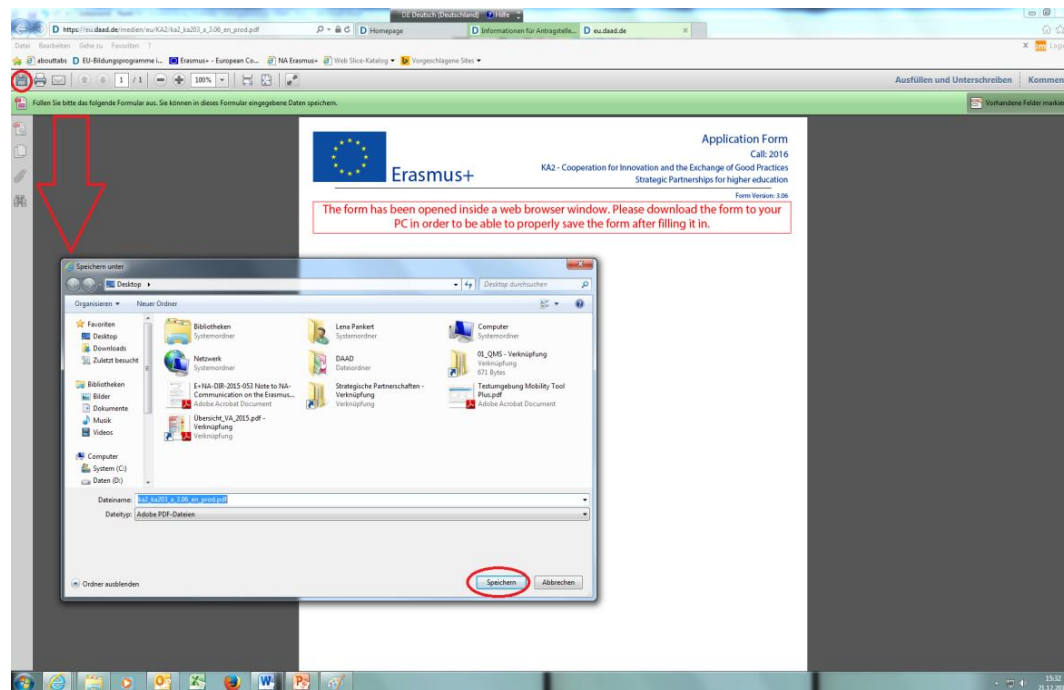 DE Deutsch (Deutschland) Hilfe
https://eu.daad.de/medien/eu/KA2/ka2_ka203_a_3.06_en_prod.pdf
Homepage
Informationen für Antragstelle...
eu.daad.de
Datei Bearbeiten Gehe zu Favoriten ?
abouttabs
EU-Bildungsprogramme i...
Erasmus+ - European Co...
NA Erasmus+
Web Slice-Katalog
Vorgeschlagene Sites
1 / 1
100%
Ausfüllen und Unterschreiben
Kommen
Füllen Sie bitte das folgende Formular aus. Sie können in dieses Formular eingegebene Daten speichern.
Vorhandene Felder markie
Erasmus+
Application Form
Call: 2016
KA2 - Cooperation for Innovation and the Exchange of Good Practices
Strategic Partnerships for higher education
Form Version: 3.06
The form has been opened inside a web browser window. Please download the form to your
PC in order to be able to properly save the form after filling it in.
Speichern unter
Desktop
Desktop durchsuchen
Organisieren
Neuer Ordner
Favoriten
Desktop
Downloads
Zuletzt besucht
Bibliotheken
Bilder
Dokumente
Musik
Videos
Computer
System (C:)
Daten (D:)
Bibliotheken
Systemordner
Lena Pankert
Systemordner
Computer
Systemordner
Netzwerk
Systemordner
DAAD
Dateiordner
01_QMS - Verknüpfung
Verknüpfung
671 Bytes
E+NA-DIR-2015-053 Note to NA-
Communication on the Erasmus...
Adobe Acrobat Document
Strategische Partnerschaften -
Verknüpfung
Verknüpfung
Testumgebung Mobility Tool
Plus.pdf
Adobe Acrobat Document
Übersicht_VA_2015.pdf -
Verknüpfung
Verknüpfung
Dateiname:
ka2_ka203_a_3.06_en_prod.pdf
Dateityp:
Adobe PDF-Dateien
Ordner ausblenden
Speichern
Abbrechen
15:32